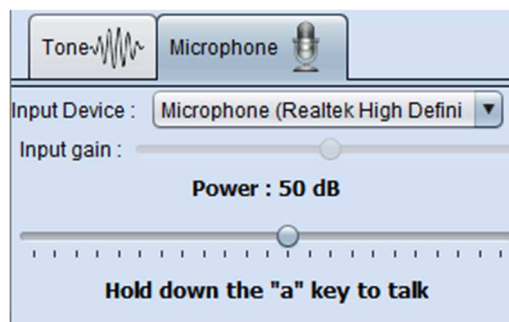 Tone
Microphone
Input Device : Microphone (Realtek High Defini
Input gain :
Power : 50 dB
Hold down the "a" key to talk